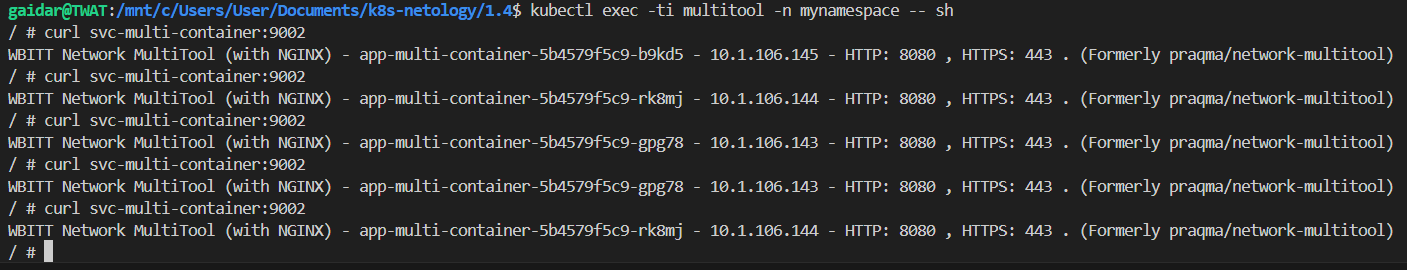 gaidar@TWAT:/mnt/c/Users/User/Documents/k8s-netology/1.4$ kubectl exec -ti multitool -n mynamespace -- sh
/ # curl svc-multi-container:9002
WBITT Network MultiTool (with NGINX) - app-multi-container-5b4579f5c9-b9kd5 - 10.1.106.145 - HTTP: 8080 , HTTPS: 443 . (Formerly praqma/network-multitool)
/ # curl svc-multi-container:9002
WBITT Network MultiTool (with NGINX) - app-multi-container-5b4579f5c9-rk8mj - 10.1.106.144 - HTTP: 8080 , HTTPS: 443 . (Formerly praqma/network-multitool)
/ # curl svc-multi-container:9002
WBITT Network MultiTool (with NGINX) - app-multi-container-5b4579f5c9-gpg78 - 10.1.106.143 - HTTP: 8080 , HTTPS: 443 . (Formerly praqma/network-multitool)
/ # curl svc-multi-container:9002
WBITT Network MultiTool (with NGINX) - app-multi-container-5b4579f5c9-gpg78 - 10.1.106.143 - HTTP: 8080 , HTTPS: 443 . (Formerly praqma/network-multitool)
/ # curl svc-multi-container:9002
WBITT Network MultiTool (with NGINX) - app-multi-container-5b4579f5c9-rk8mj - 10.1.106.144 - HTTP: 8080 , HTTPS: 443 . (Formerly praqma/network-multitool)
/ #